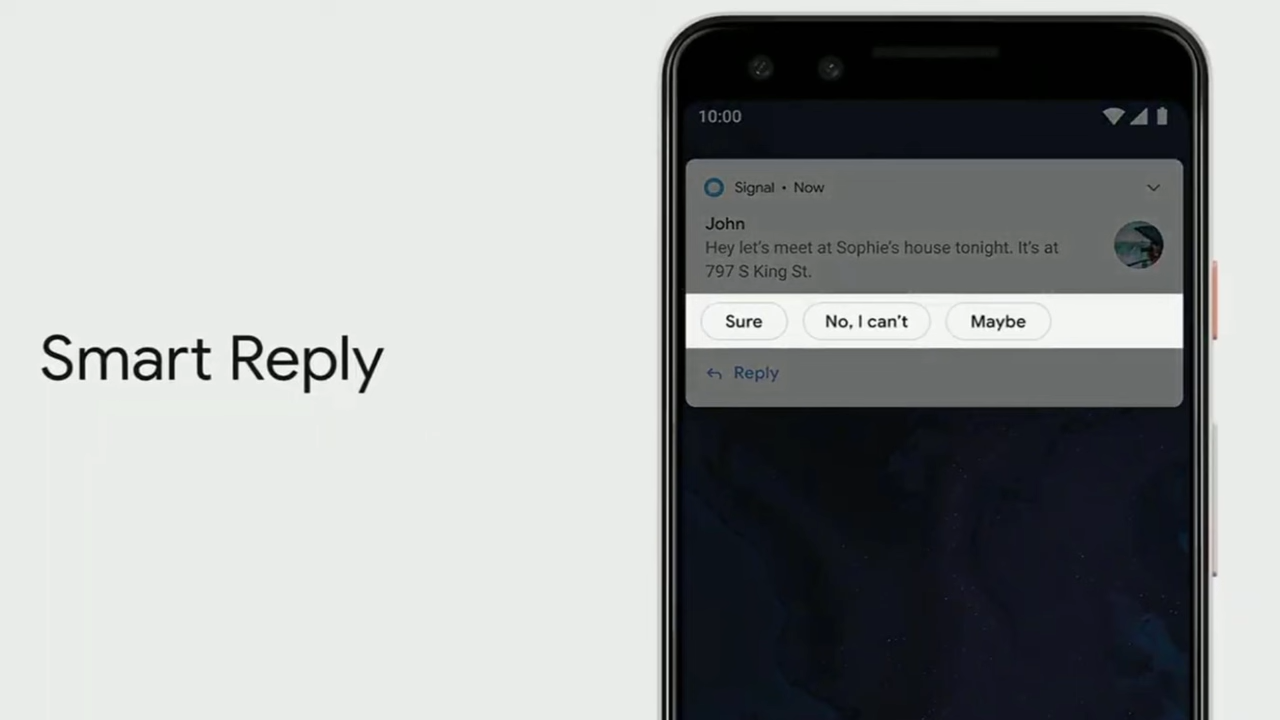 Smart Reply
10:00
Signal • Now
John
Hey let's meet at Sophie's house tonight. It's at
797 S King St.
Sure
No, I can't
Maybe
Reply